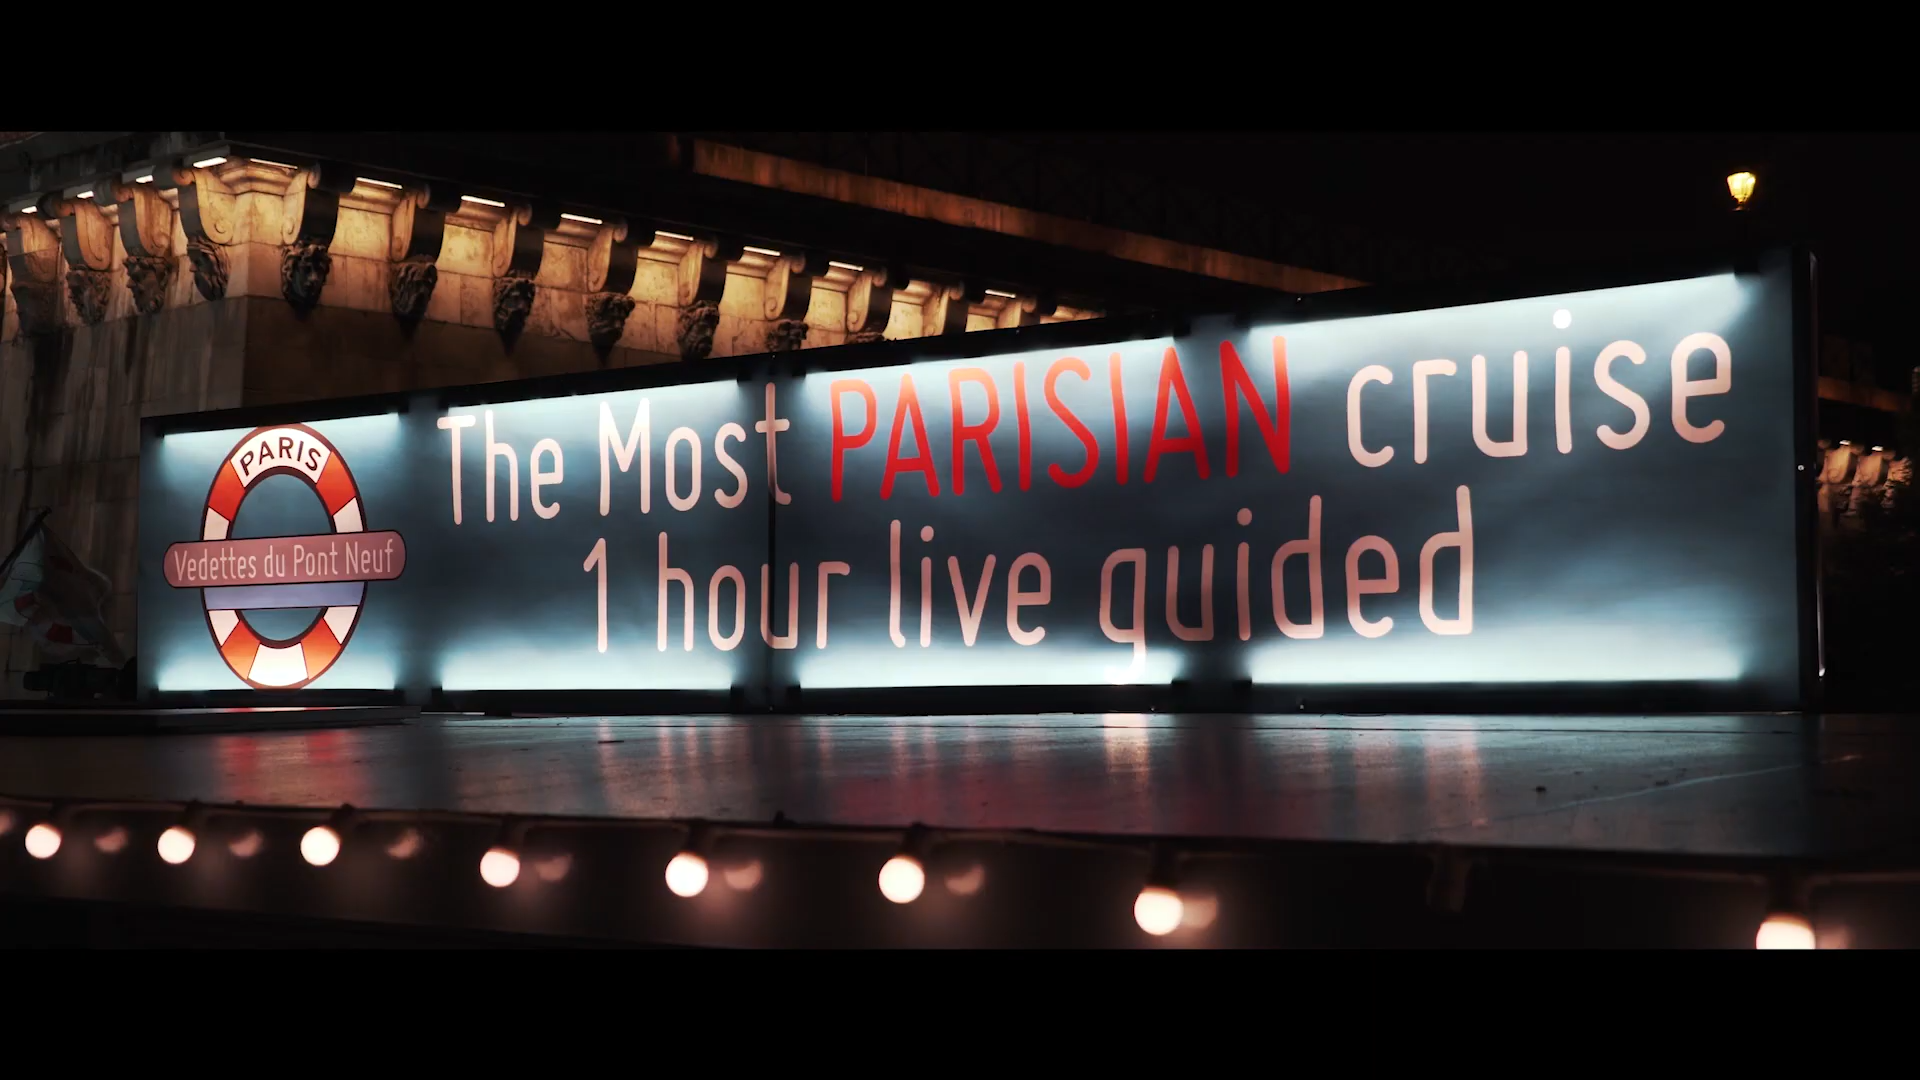 PARIS
Vedettes du Pont Neuf
The Most PARISIAN cruise
1 hour live guided